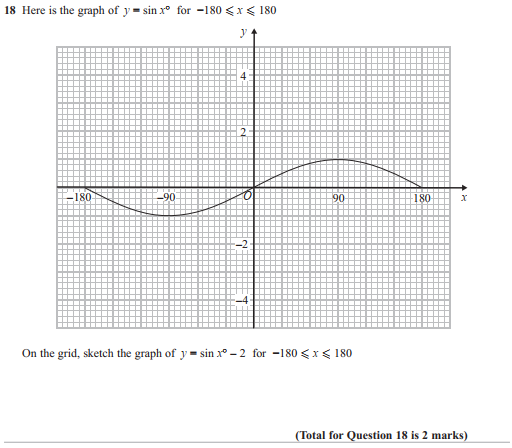 18 Here is the graph of y = sin x° for −180 ⩽ x ⩽ 180
y
4
2
−180 −90 O 90 180 x
−2
−4
On the grid, sketch the graph of y = sin x° – 2 for −180 ⩽ x ⩽ 180
(Total for Question 18 is 2 marks)